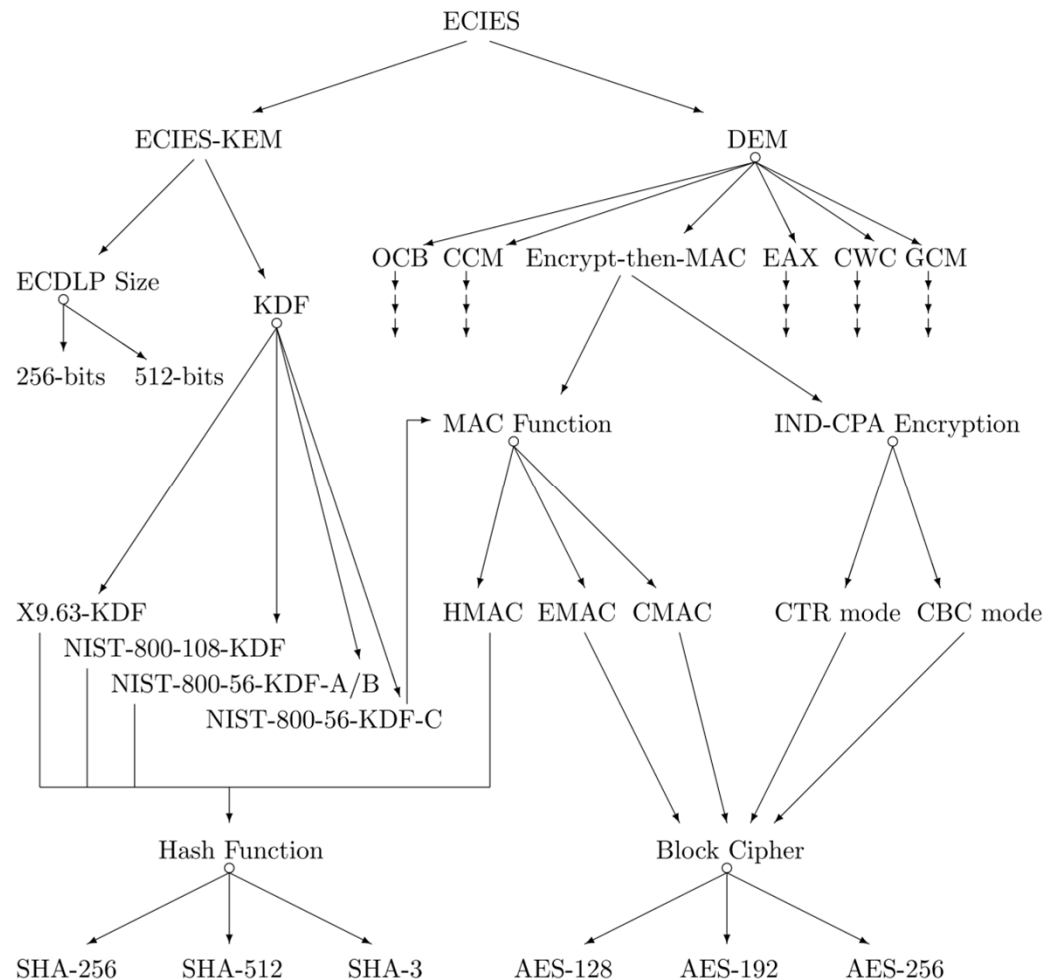 ECIES
ECIES-KEM DEM
OCB CCM Encrypt-then-MAC EAX CWC GCM
ECDLP Size
KDF
256-bits 512-bits
MAC Function IND-CPA Encryption
X9.63-KDF HMAC EMAC CMAC CTR mode CBC mode
NIST-800-108-KDF
NIST-800-56-KDF-A/B
NIST-800-56-KDF-C
Hash Function Block Cipher
SHA-256 SHA-512 SHA-3 AES-128 AES-192 AES-256